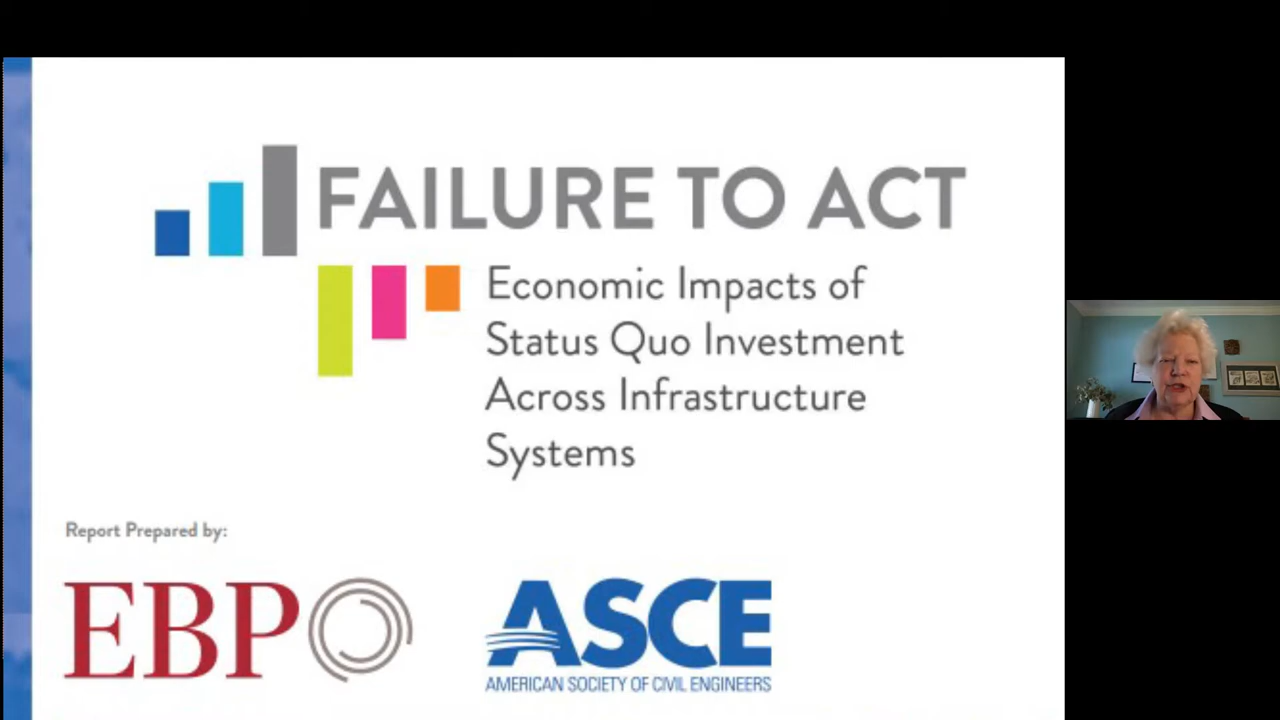 FAILURE TO ACT
Economic Impacts of
Status Quo Investment
Across Infrastructure
Systems
Report Prepared by:
EBP
ASCE
AMERICAN SOCIETY OF CIVIL ENGINEERS